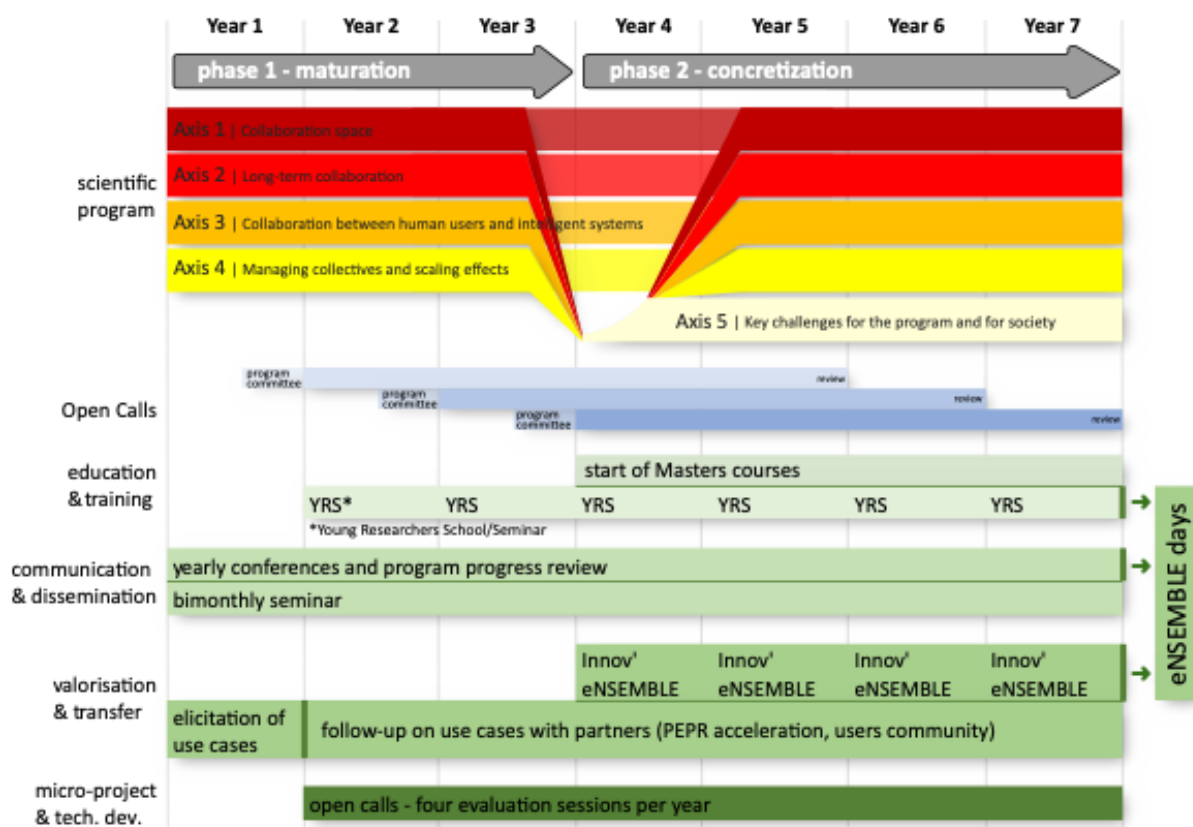 Year 1 Year 2 Year 3 Year 4 Year 5 Year 6 Year 7
phase 1 - maturation phase 2 - concretization
scientific
program
Axis 1 | Collaboration space
Axis 2 | Long-term collaboration
Axis 3 | Collaboration between human users and intelligent systems
Axis 4 | Managing collectives and scaling effects
Axis 5 | Key challenges for the program and for society
Open Calls
program
committee review
program
committee review
program
committee review
education
& training
start of Masters courses
YRS* YRS YRS YRS YRS YRS
*Young Researchers School/Seminar
communication
& dissemination
yearly conferences and program progress review
bimonthly seminar
valorisation
& transfer
Innov' Innov' Innov' Innov'
eNSEMBLE eNSEMBLE eNSEMBLE eNSEMBLE
elicitation of
use cases
follow-up on use cases with partners (PEPR acceleration, users community)
micro-project
& tech. dev.
open calls - four evaluation sessions per year
eNSEMBLE days